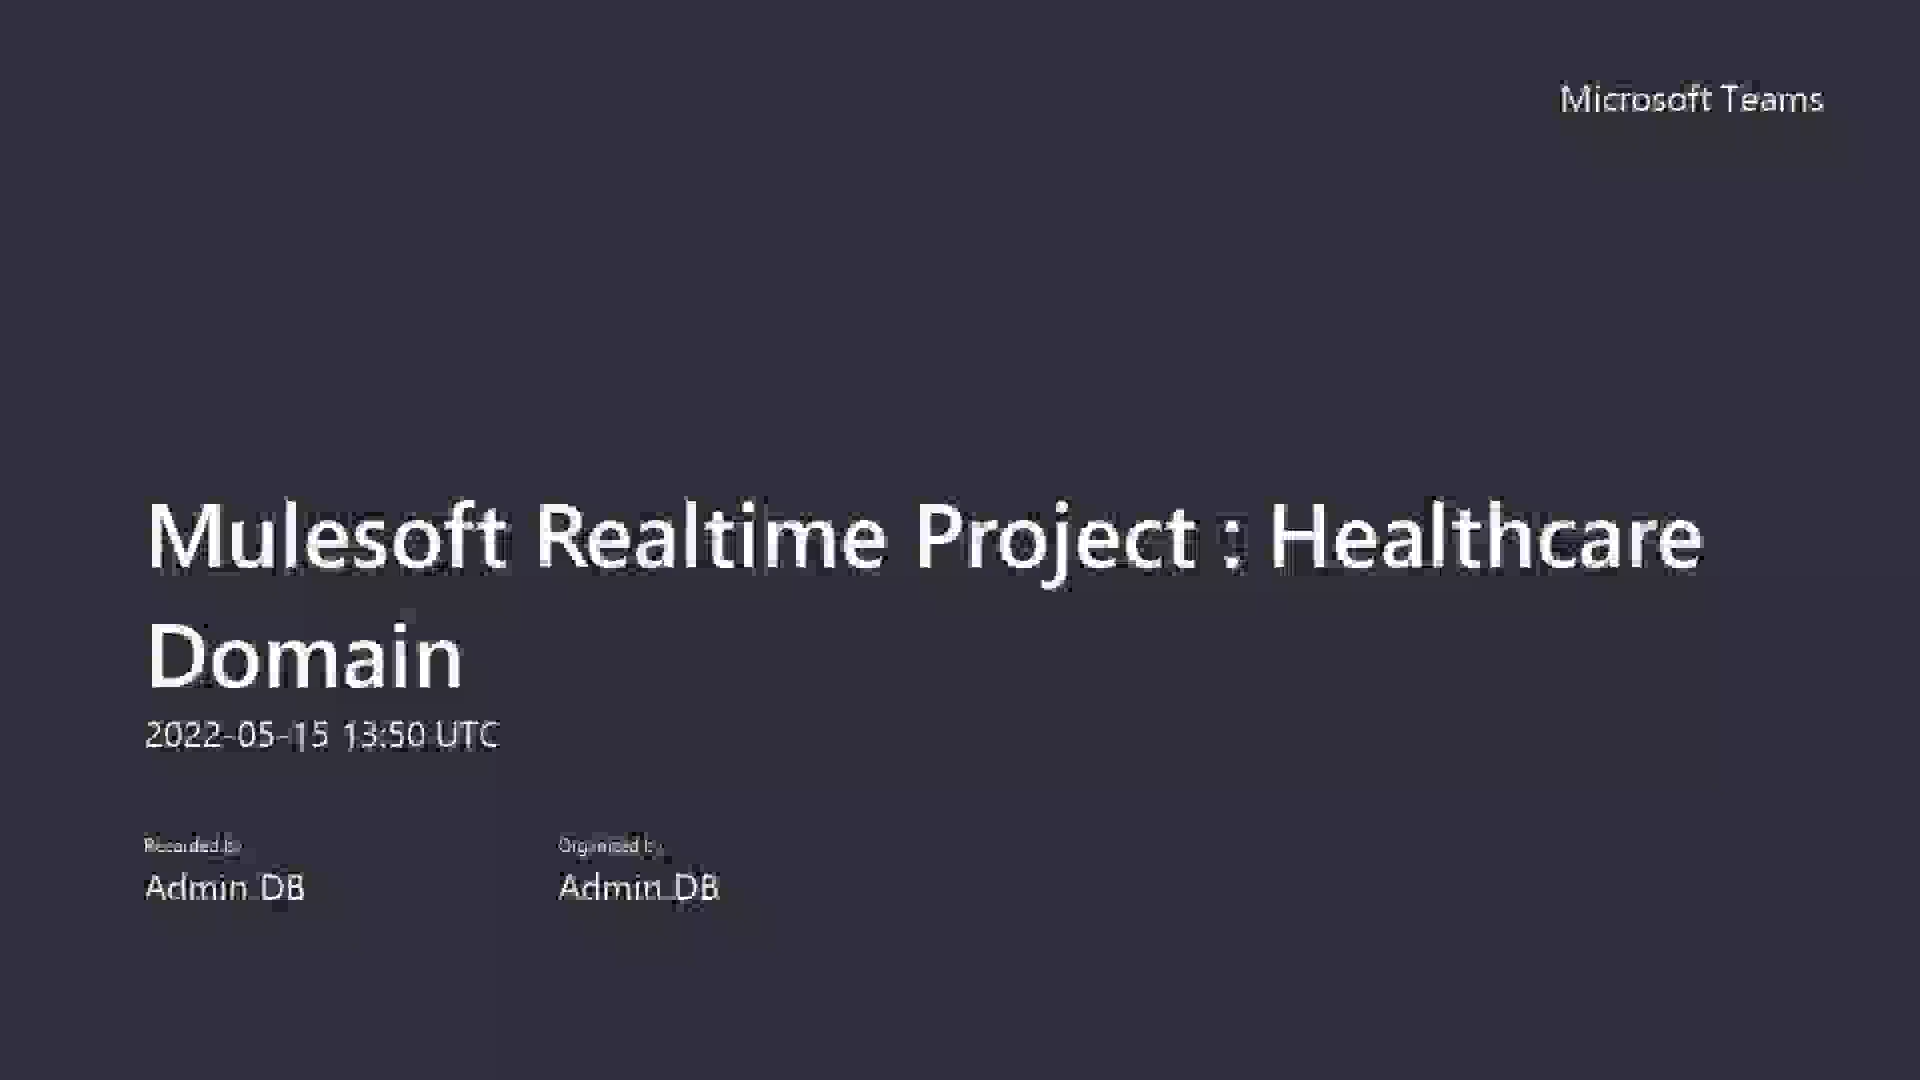 Microsoft Teams
Mulesoft Realtime Project : Healthcare
Domain
2022-05-15 13:50 UTC
Recorded by
Organized by
Admin DB
Admin DB